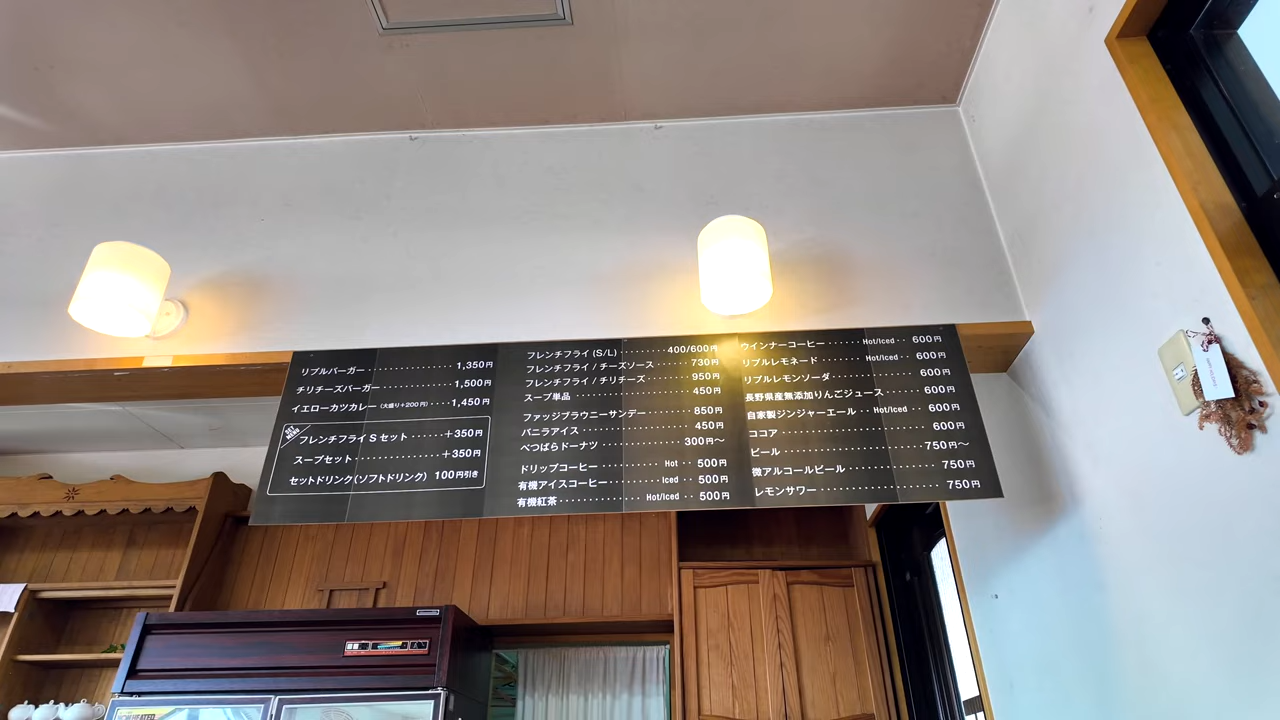 リブルバーガー 1,350円
チリチーズバーガー 1,500円
イエローカツカレー (大盛り+200円) 1,450円
フレンチフライ S セット +350円
スープセット +350円
セットドリンク(ソフトドリンク) 100円引き
フレンチフライ (S/L) 400/600円
フレンチフライ / チーズソース 730円
フレンチフライ / チリチーズ 950円
スープ単品 450円
ファッジブラウニーサンデー 850円
バニラアイス 450円
べつばらドーナツ 300円〜
ドリップコーヒー Hot 500円
有機アイスコーヒー Iced 500円
有機紅茶 Hot/Iced 500円
ウインナーコーヒー Hot/Iced 600円
リブルレモネード Hot/Iced 600円
リブルレモンソーダ 600円
長野県産無添加りんごジュース 600円
自家製ジンジャーエール Hot/Iced 600円
ココア 600円
ビール 750円〜
微アルコールビール 750円
レモンサワー 750円